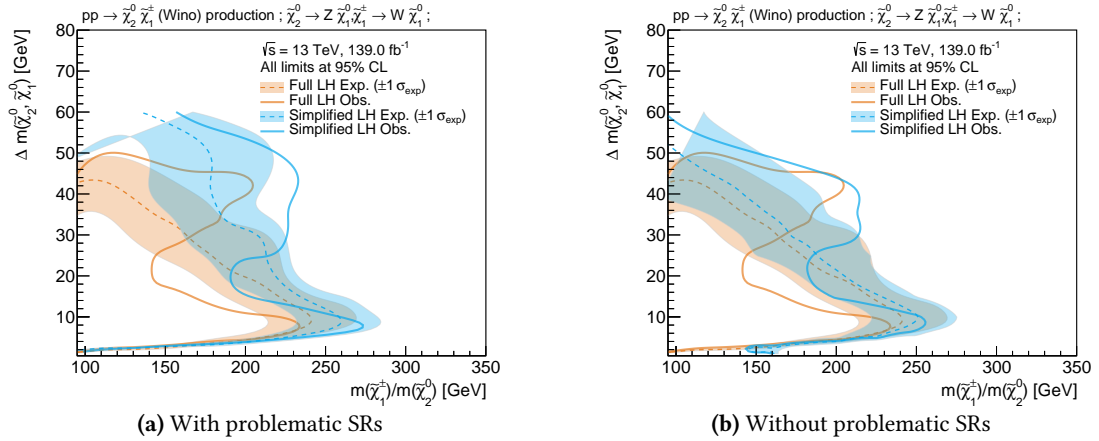 pp → χ̃₂⁰ χ̃₁± (Wino) production ; χ̃₂⁰ → Z χ̃₁⁰,χ̃₁± → W χ̃₁⁰ ;
Δ m(χ̃₂⁰, χ̃₁⁰) [GeV]
80
70
60
50
40
30
20
10
√s = 13 TeV, 139.0 fb⁻¹
All limits at 95% CL
Full LH Exp. (±1 σexp)
Full LH Obs.
Simplified LH Exp. (±1 σexp)
Simplified LH Obs.
100 150 200 250 300 350
m(χ̃₁±)/m(χ̃₂⁰) [GeV]
(a) With problematic SRs
pp → χ̃₂⁰ χ̃₁± (Wino) production ; χ̃₂⁰ → Z χ̃₁⁰,χ̃₁± → W χ̃₁⁰ ;
Δ m(χ̃₂⁰, χ̃₁⁰) [GeV]
80
70
60
50
40
30
20
10
√s = 13 TeV, 139.0 fb⁻¹
All limits at 95% CL
Full LH Exp. (±1 σexp)
Full LH Obs.
Simplified LH Exp. (±1 σexp)
Simplified LH Obs.
100 150 200 250 300 350
m(χ̃₁±)/m(χ̃₂⁰) [GeV]
(b) Without problematic SRs